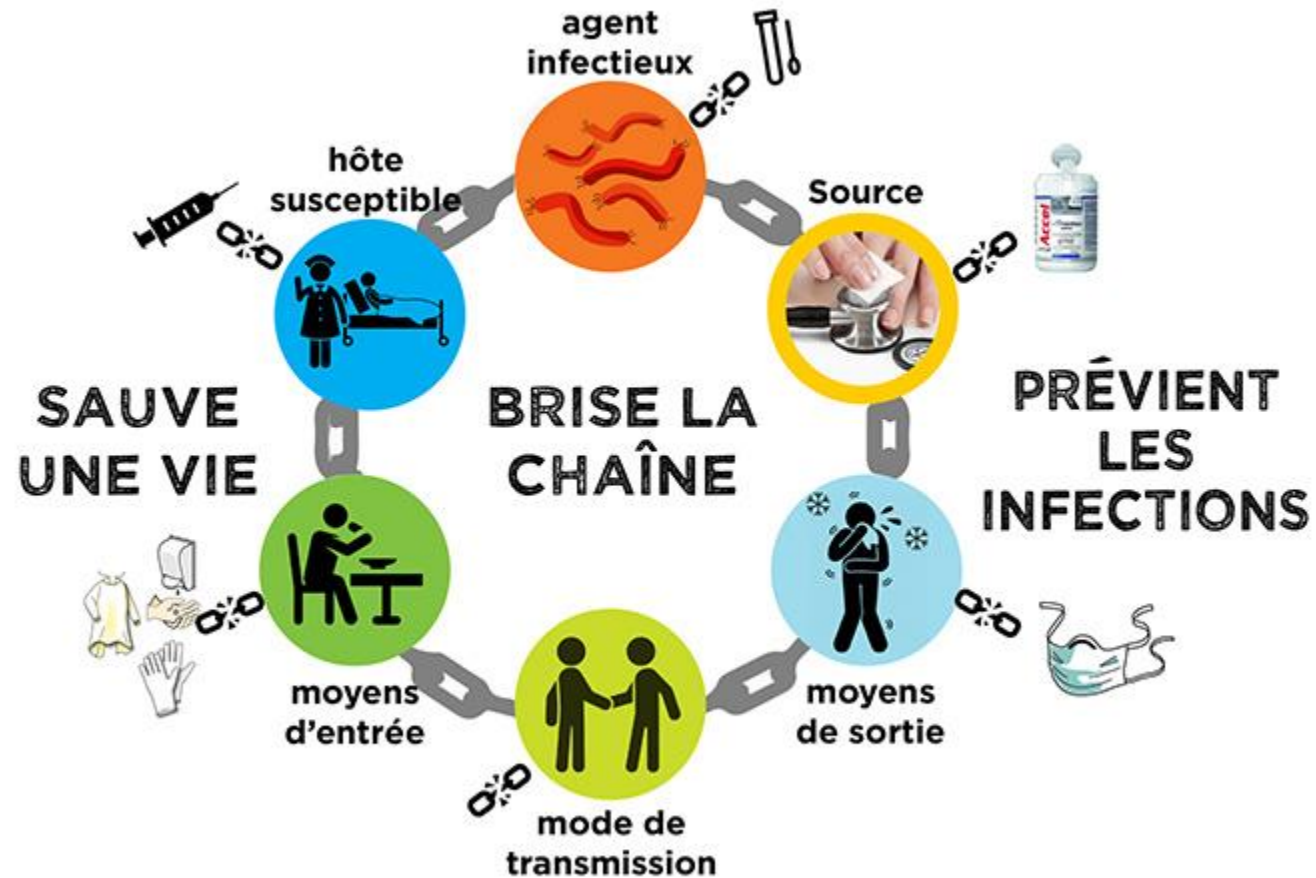 agent
infectieux
hôte
susceptible
Source
Accel
SAUVE
UNE VIE
BRISE LA
CHAÎNE
PRÉVIENT
LES
INFECTIONS
moyens
d'entrée
moyens
de sortie
mode de
transmission